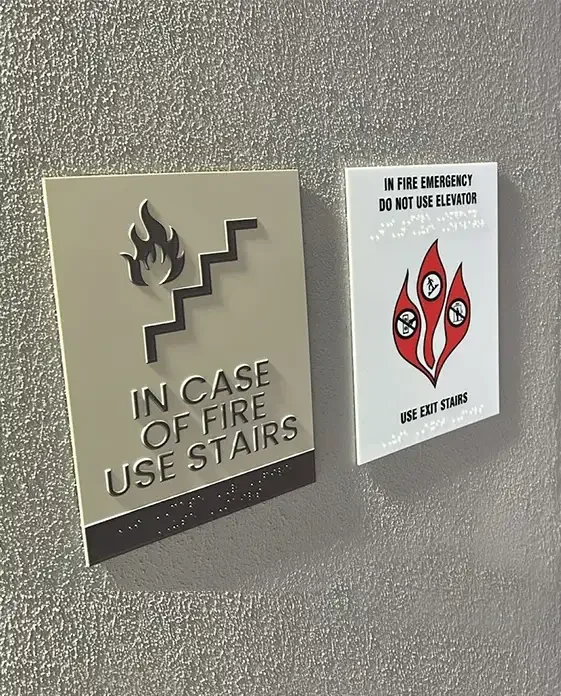 IN CASE
OF FIRE
USE STAIRS
IN FIRE EMERGENCY
DO NOT USE ELEVATOR
USE EXIT STAIRS